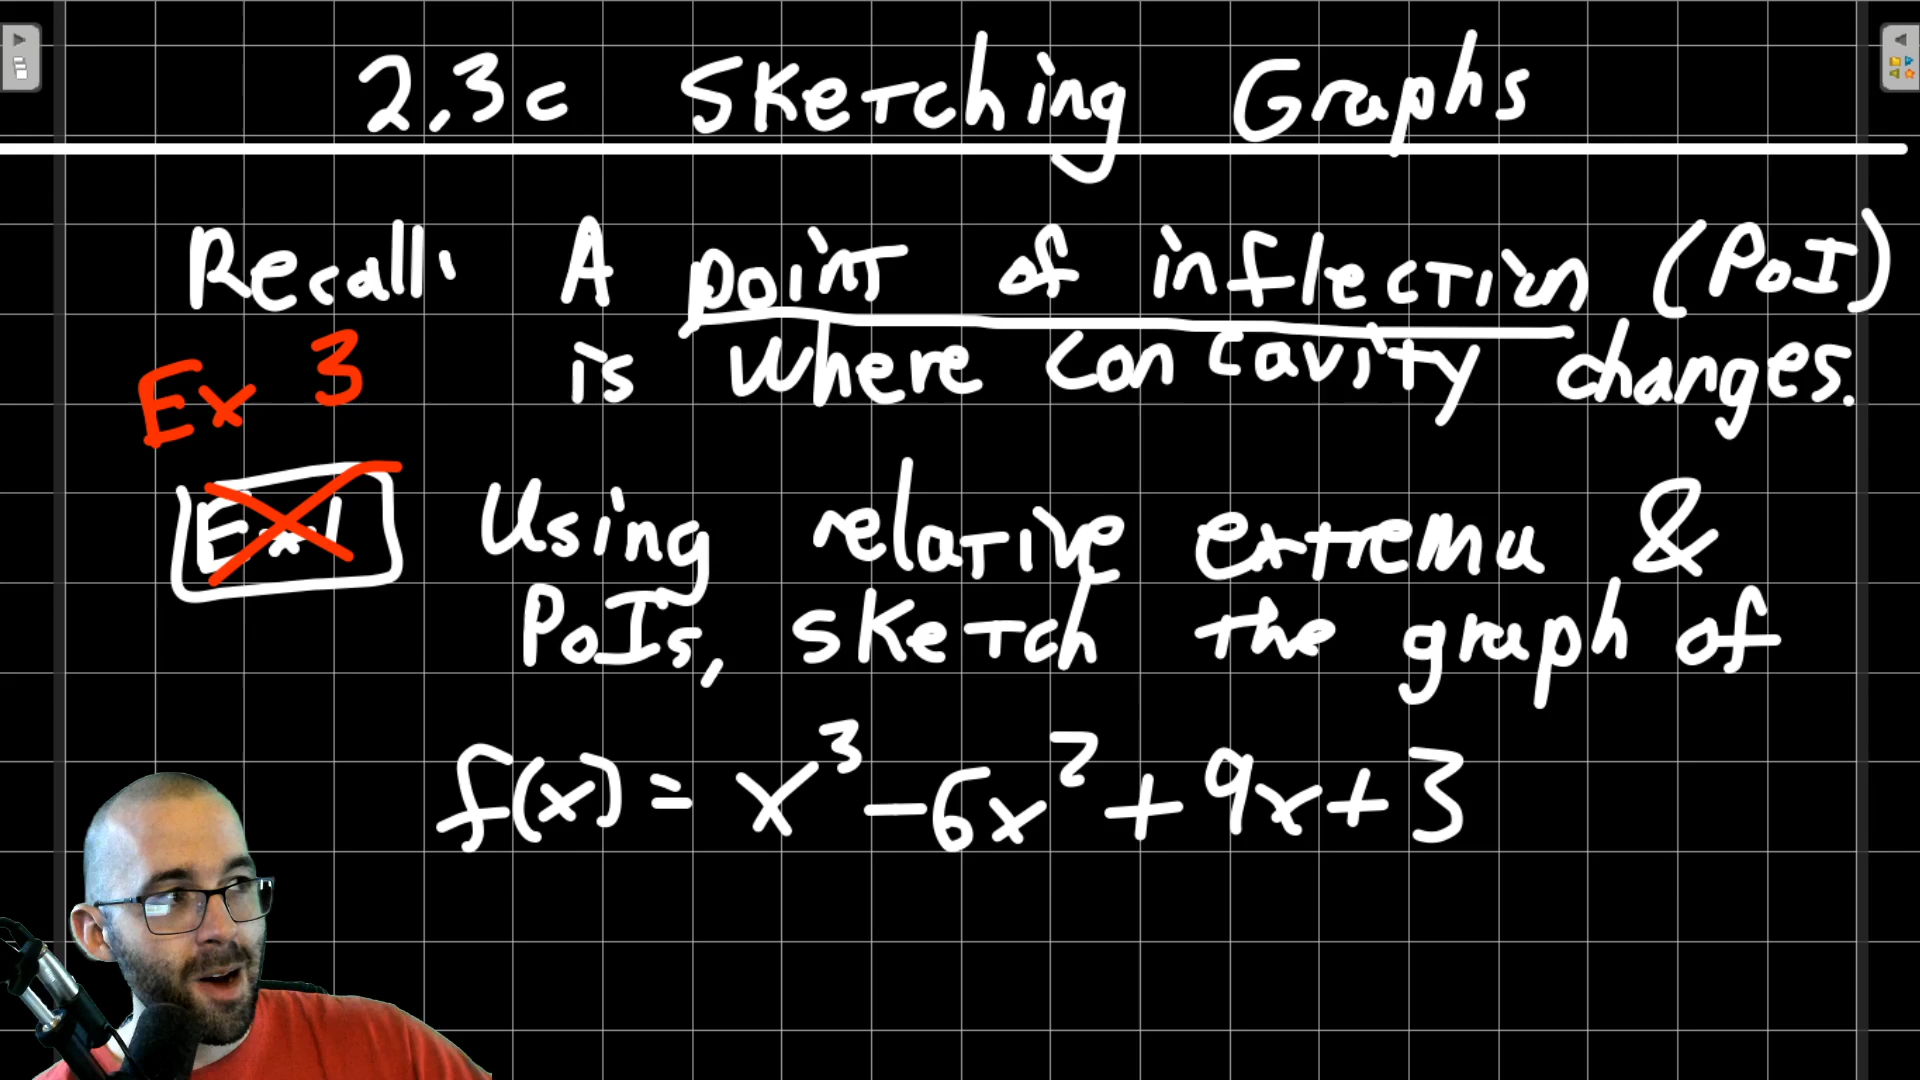 2.3c Sketching Graphs
Recall: A point of inflection (PoI)
is where concavity changes.
Ex 3
Ex 1 Using relative extrema &
PoIs, sketch the graph of
f(x) = x³ - 6x² + 9x + 3